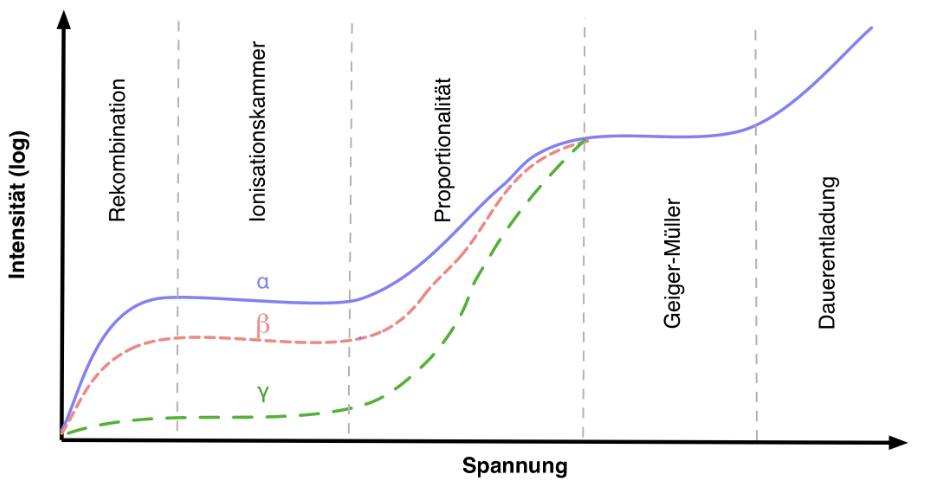 Intensität (log)
Rekombination
Ionisationskammer
Proportionalität
Geiger-Müller
Dauerentladung
α
β
γ
Spannung